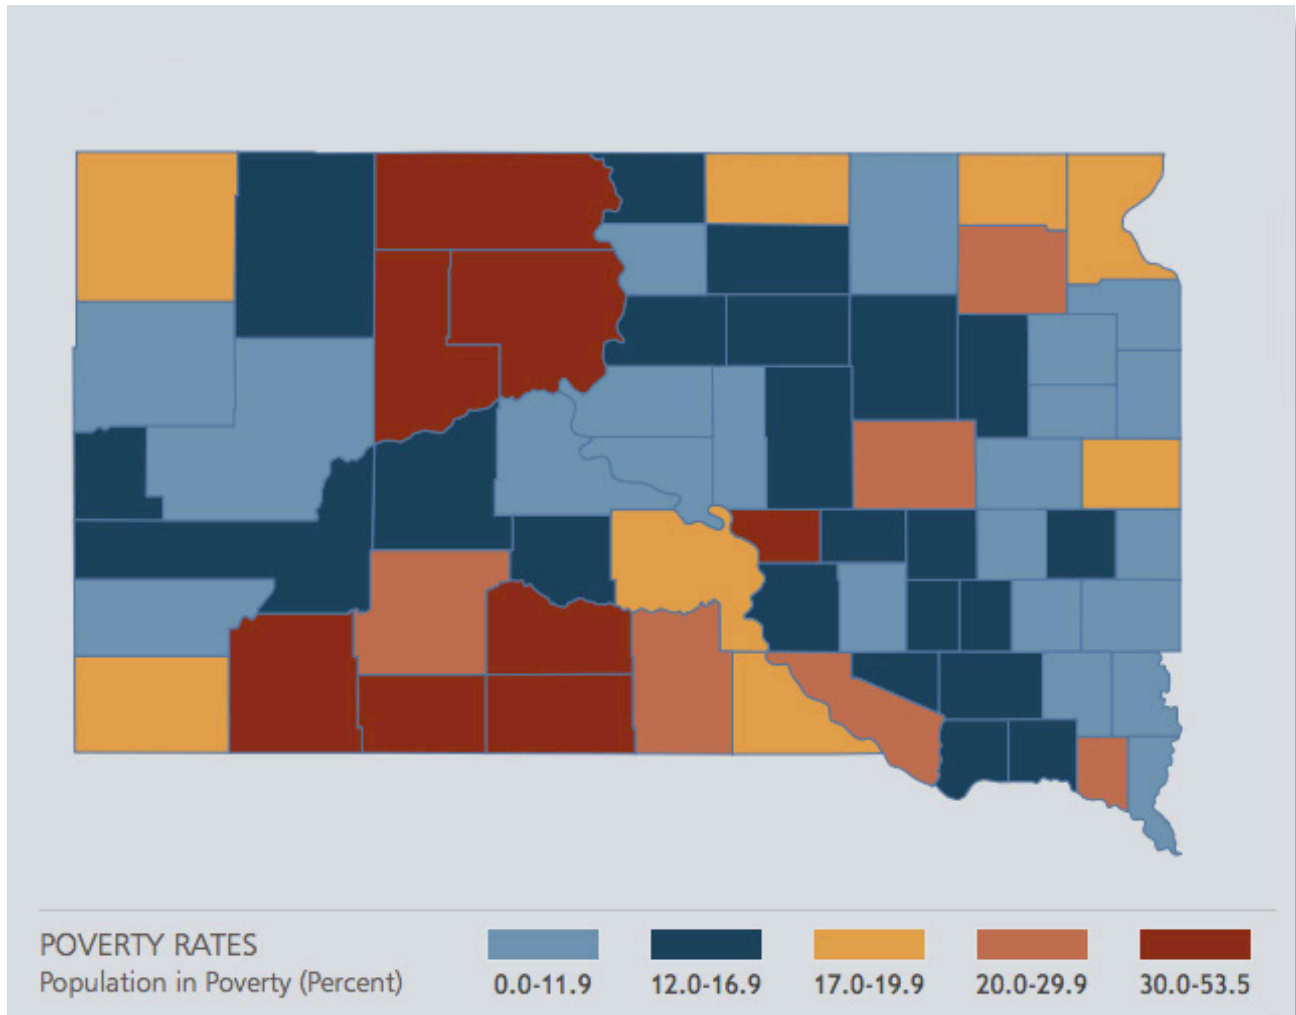 POVERTY RATES
Population in Poverty (Percent)
0.0-11.9
12.0-16.9
17.0-19.9
20.0-29.9
30.0-53.5